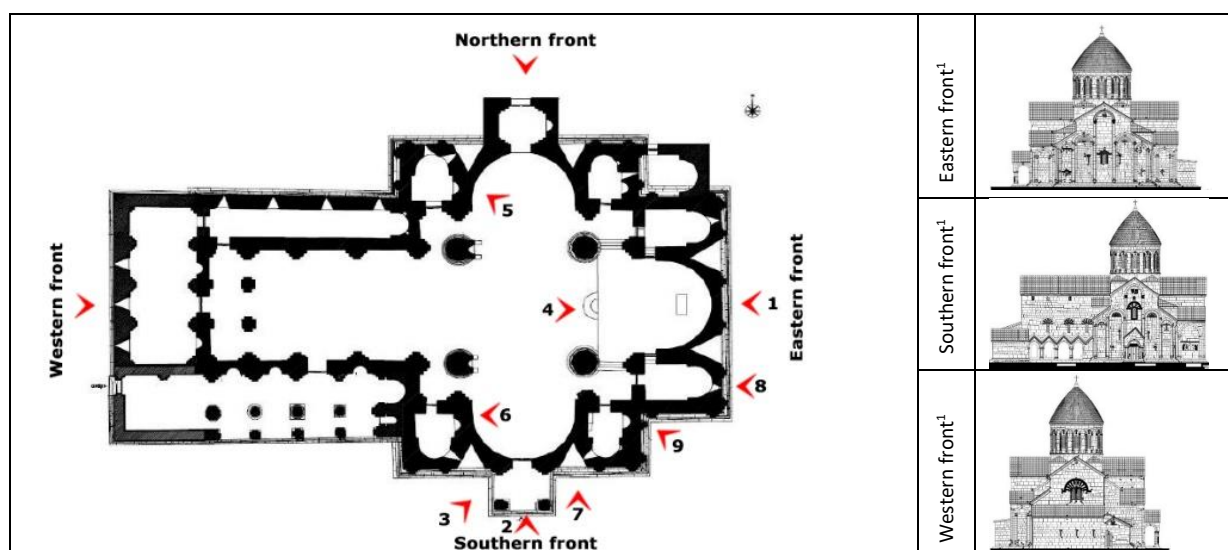 Northern front
Western front
Eastern front
1
2
3
4
5
6
7
8
9
Southern front
Eastern front¹
Southern front¹
Western front¹